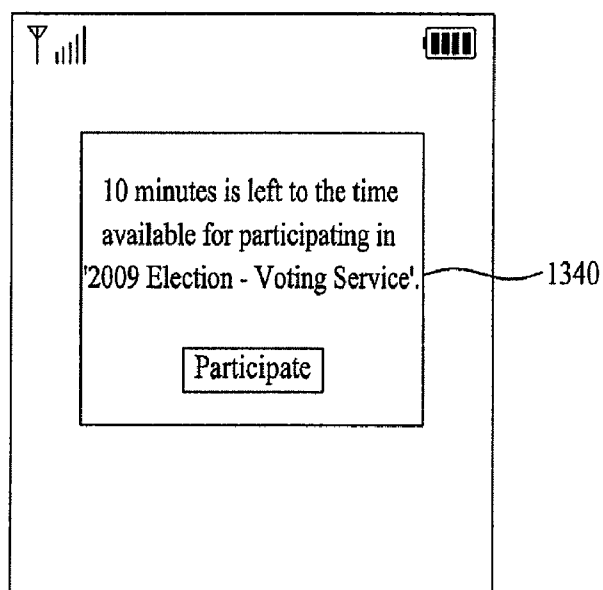 10 minutes is left to the time
available for participating in
'2009 Election - Voting Service'.
1340
Participate